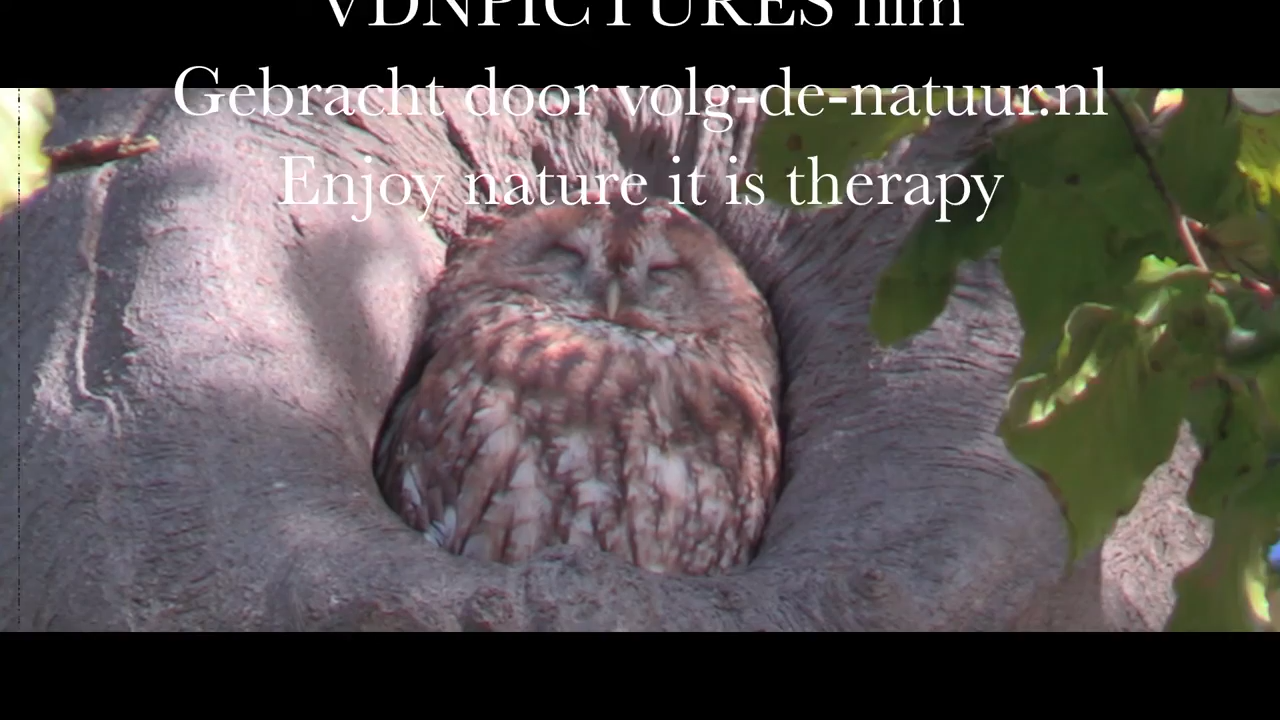 VDNPICTURES film
Gebracht door volg-de-natuur.nl
Enjoy nature it is therapy